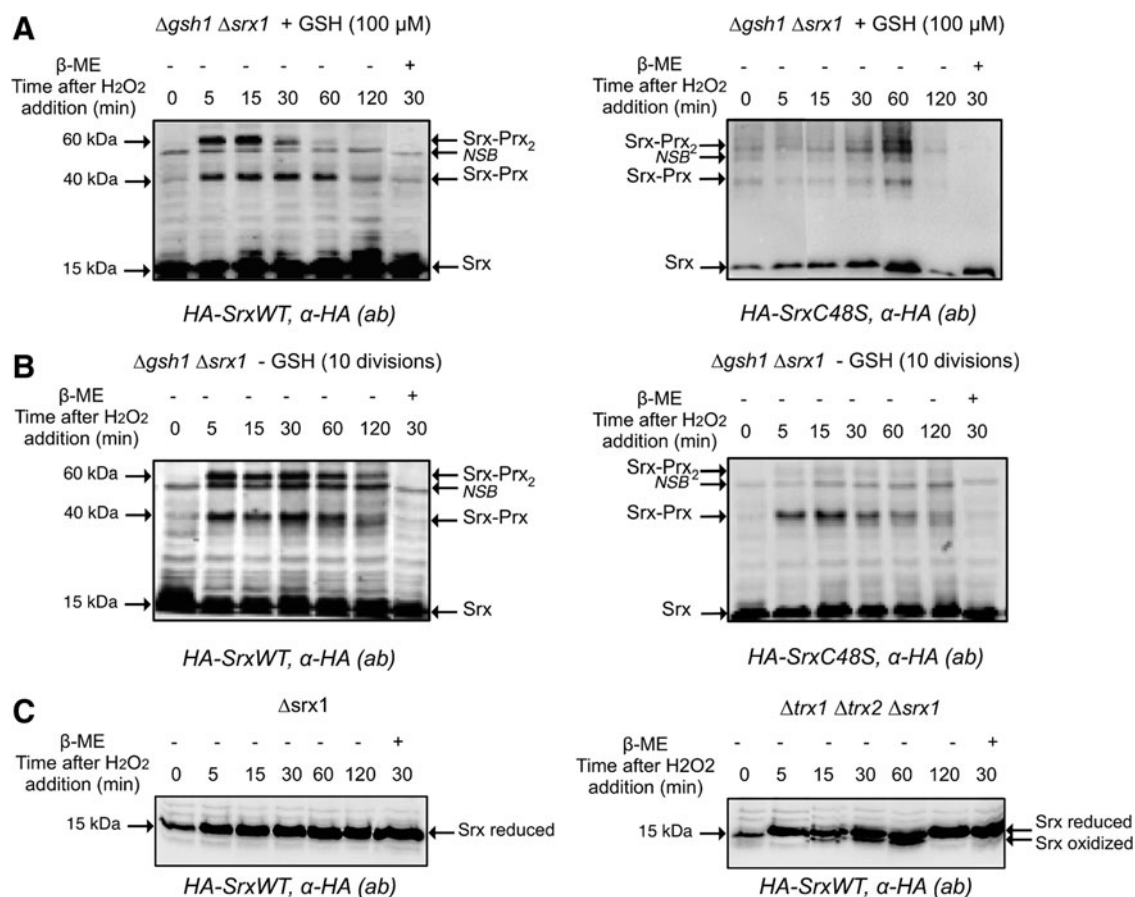 A
Δgsh1 Δsrx1 + GSH (100 µM)
β-ME - - - - - - +
Time after H2O2 addition (min) 0 5 15 30 60 120 30
60 kDa
40 kDa
15 kDa
Srx-Prx2
NSB
Srx-Prx
Srx
HA-SrxWT, α-HA (ab)
Δgsh1 Δsrx1 + GSH (100 µM)
β-ME - - - - - - +
Time after H2O2 addition (min) 0 5 15 30 60 120 30
Srx-Prx2
NSB
Srx-Prx
Srx
HA-SrxC48S, α-HA (ab)
B
Δgsh1 Δsrx1 - GSH (10 divisions)
β-ME - - - - - - +
Time after H2O2 addition (min) 0 5 15 30 60 120 30
60 kDa
40 kDa
15 kDa
Srx-Prx2
NSB
Srx-Prx
Srx
HA-SrxWT, α-HA (ab)
Δgsh1 Δsrx1 - GSH (10 divisions)
β-ME - - - - - - +
Time after H2O2 addition (min) 0 5 15 30 60 120 30
Srx-Prx2
NSB
Srx-Prx
Srx
HA-SrxC48S, α-HA (ab)
C
Δsrx1
β-ME - - - - - - +
Time after H2O2 addition (min) 0 5 15 30 60 120 30
15 kDa
Srx reduced
HA-SrxWT, α-HA (ab)
Δtrx1 Δtrx2 Δsrx1
β-ME - - - - - - +
Time after H2O2 addition (min) 0 5 15 30 60 120 30
15 kDa
Srx reduced
Srx oxidized
HA-SrxWT, α-HA (ab)